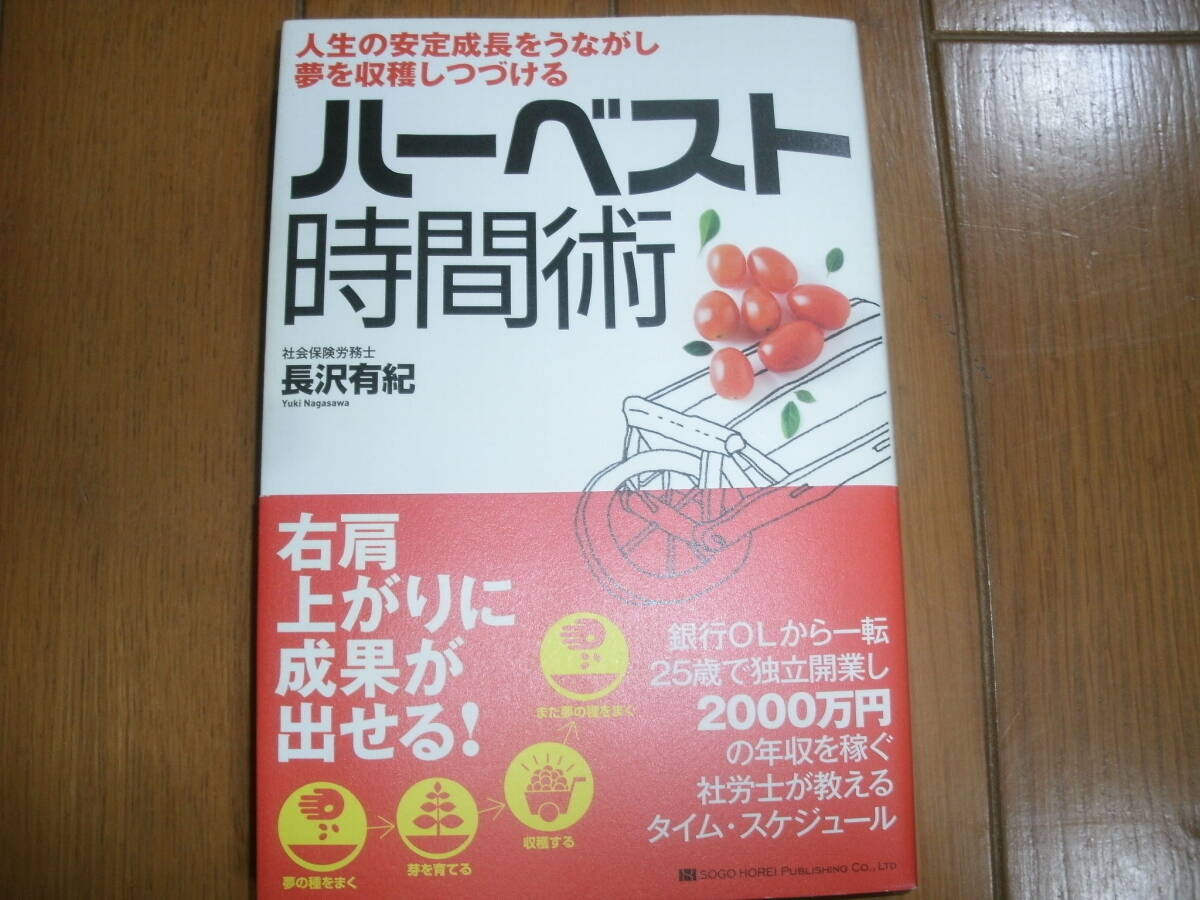 人生の安定成長をうながし
夢を収穫しつづける
ハーベスト
時間術
社会保険労務士
長沢有紀
Yuki Nagasawa
右肩
上がりに
成果が
出せる!
夢の種をまく
芽を育てる
収穫する
また夢の種をまく
銀行OLから一転
25歳で独立開業し
2000万円
の年収を稼ぐ
社労士が教える
タイム・スケジュール
SOGO HOREI PUBLISHING CO., LTD